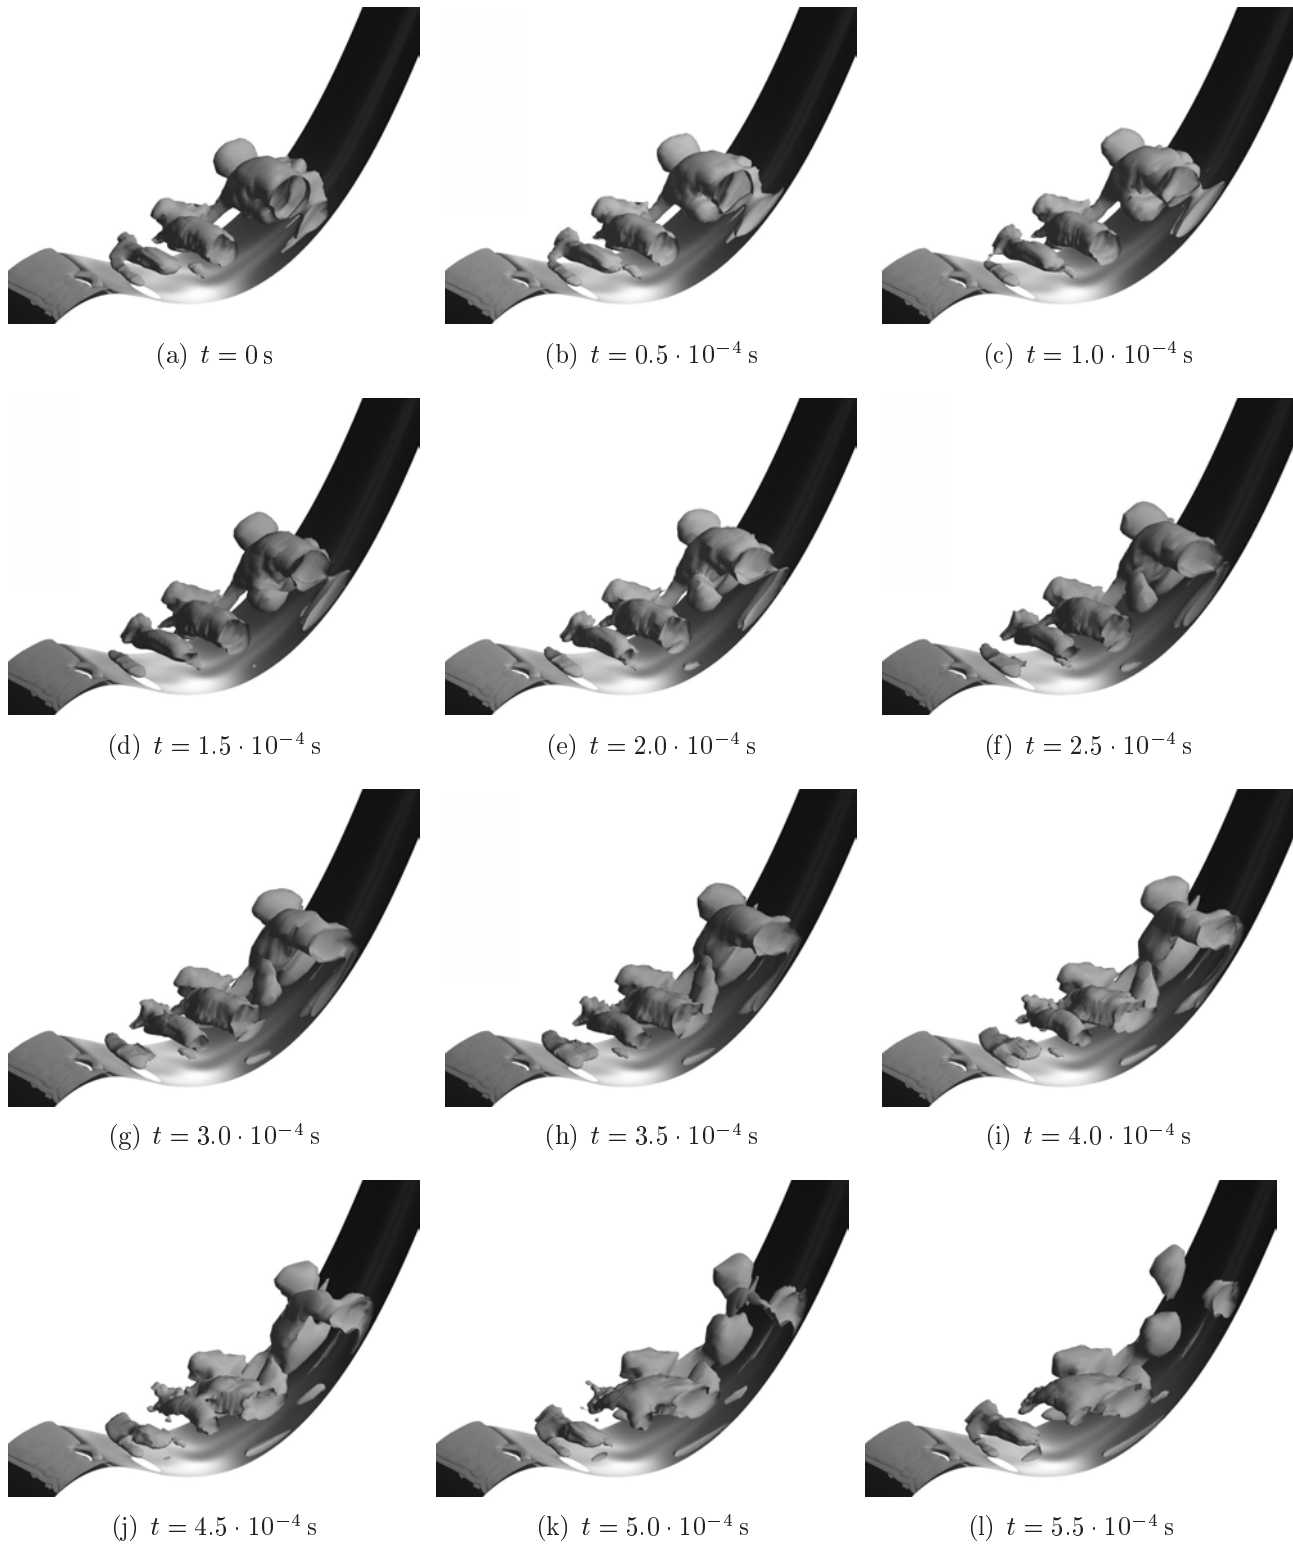 (a) t = 0 s
(b) t = 0.5 · 10⁻⁴ s
(c) t = 1.0 · 10⁻⁴ s
(d) t = 1.5 · 10⁻⁴ s
(e) t = 2.0 · 10⁻⁴ s
(f) t = 2.5 · 10⁻⁴ s
(g) t = 3.0 · 10⁻⁴ s
(h) t = 3.5 · 10⁻⁴ s
(i) t = 4.0 · 10⁻⁴ s
(j) t = 4.5 · 10⁻⁴ s
(k) t = 5.0 · 10⁻⁴ s
(l) t = 5.5 · 10⁻⁴ s